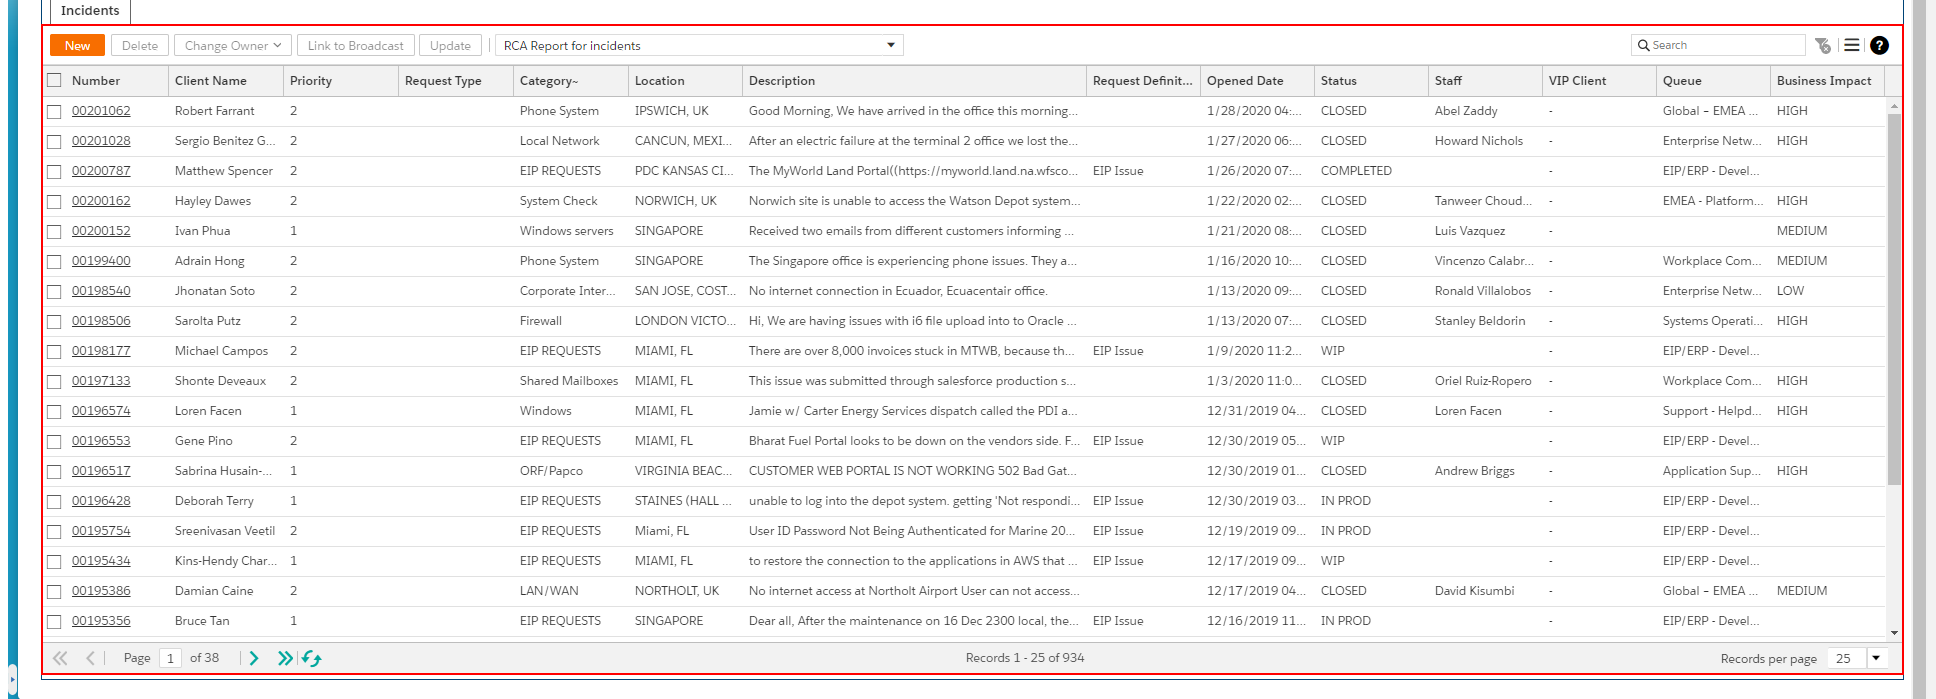 Incidents
New Delete Change Owner Link to Broadcast Update RCA Report for incidents Search ?
Number Client Name Priority Request Type Category~ Location Description Request Definit... Opened Date Status Staff VIP Client Queue Business Impact
00201062 Robert Farrant 2 Phone System IPSWICH, UK Good Morning, We have arrived in the office this morning... 1/28/2020 04:... CLOSED Abel Zaddy - Global – EMEA ... HIGH
00201028 Sergio Benitez G... 2 Local Network CANCUN, MEXI... After an electric failure at the terminal 2 office we lost the... 1/27/2020 06:... CLOSED Howard Nichols - Enterprise Netw... HIGH
00200787 Matthew Spencer 2 EIP REQUESTS PDC KANSAS CI... The MyWorld Land Portal((https://myworld.land.na.wfsco... EIP Issue 1/26/2020 07:... COMPLETED - EIP/ERP - Devel...
00200162 Hayley Dawes 2 System Check NORWICH, UK Norwich site is unable to access the Watson Depot system... 1/22/2020 02:... CLOSED Tanweer Choud... - EMEA - Platform... HIGH
00200152 Ivan Phua 1 Windows servers SINGAPORE Received two emails from different customers informing ... 1/21/2020 08:... CLOSED Luis Vazquez - MEDIUM
00199400 Adrain Hong 2 Phone System SINGAPORE The Singapore office is experiencing phone issues. They a... 1/16/2020 10:... CLOSED Vincenzo Calabr... - Workplace Com... MEDIUM
00198540 Jhonatan Soto 2 Corporate Inter... SAN JOSE, COST... No internet connection in Ecuador, Ecuacentair office. 1/13/2020 09:... CLOSED Ronald Villalobos - Enterprise Netw... LOW
00198506 Sarolta Putz 2 Firewall LONDON VICTO... Hi, We are having issues with i6 file upload into to Oracle ... 1/13/2020 07:... CLOSED Stanley Beldorin - Systems Operati... HIGH
00198177 Michael Campos 2 EIP REQUESTS MIAMI, FL There are over 8,000 invoices stuck in MTWB, because th... EIP Issue 1/9/2020 11:2... WIP - EIP/ERP - Devel...
00197133 Shonte Deveaux 2 Shared Mailboxes MIAMI, FL This issue was submitted through salesforce production s... 1/3/2020 11:0... CLOSED Oriel Ruiz-Ropero - Workplace Com... HIGH
00196574 Loren Facen 1 Windows MIAMI, FL Jamie w/ Carter Energy Services dispatch called the PDI a... 12/31/2019 04... CLOSED Loren Facen - Support - Helpd... HIGH
00196553 Gene Pino 2 EIP REQUESTS MIAMI, FL Bharat Fuel Portal looks to be down on the vendors side. F... EIP Issue 12/30/2019 05... WIP - EIP/ERP - Devel...
00196517 Sabrina Husain-... 1 ORF/Papco VIRGINIA BEAC... CUSTOMER WEB PORTAL IS NOT WORKING 502 Bad Gat... 12/30/2019 01... CLOSED Andrew Briggs - Application Sup... HIGH
00196428 Deborah Terry 1 EIP REQUESTS STAINES (HALL ... unable to log into the depot system. getting 'Not respondi... EIP Issue 12/30/2019 03... IN PROD - EIP/ERP - Devel...
00195754 Sreenivasan Veetil 2 EIP REQUESTS Miami, FL User ID Password Not Being Authenticated for Marine 20... EIP Issue 12/19/2019 09... IN PROD - EIP/ERP - Devel...
00195434 Kins-Hendy Char... 1 EIP REQUESTS MIAMI, FL to restore the connection to the applications in AWS that ... EIP Issue 12/17/2019 09... WIP - EIP/ERP - Devel...
00195386 Damian Caine 2 LAN/WAN NORTHOLT, UK No internet access at Northolt Airport User can not access... 12/17/2019 04... CLOSED David Kisumbi - Global – EMEA ... MEDIUM
00195356 Bruce Tan 1 EIP REQUESTS SINGAPORE Dear all, After the maintenance on 16 Dec 2300 local, the... EIP Issue 12/16/2019 11... IN PROD - EIP/ERP - Devel...
Page 1 of 38 Records 1 - 25 of 934 Records per page 25